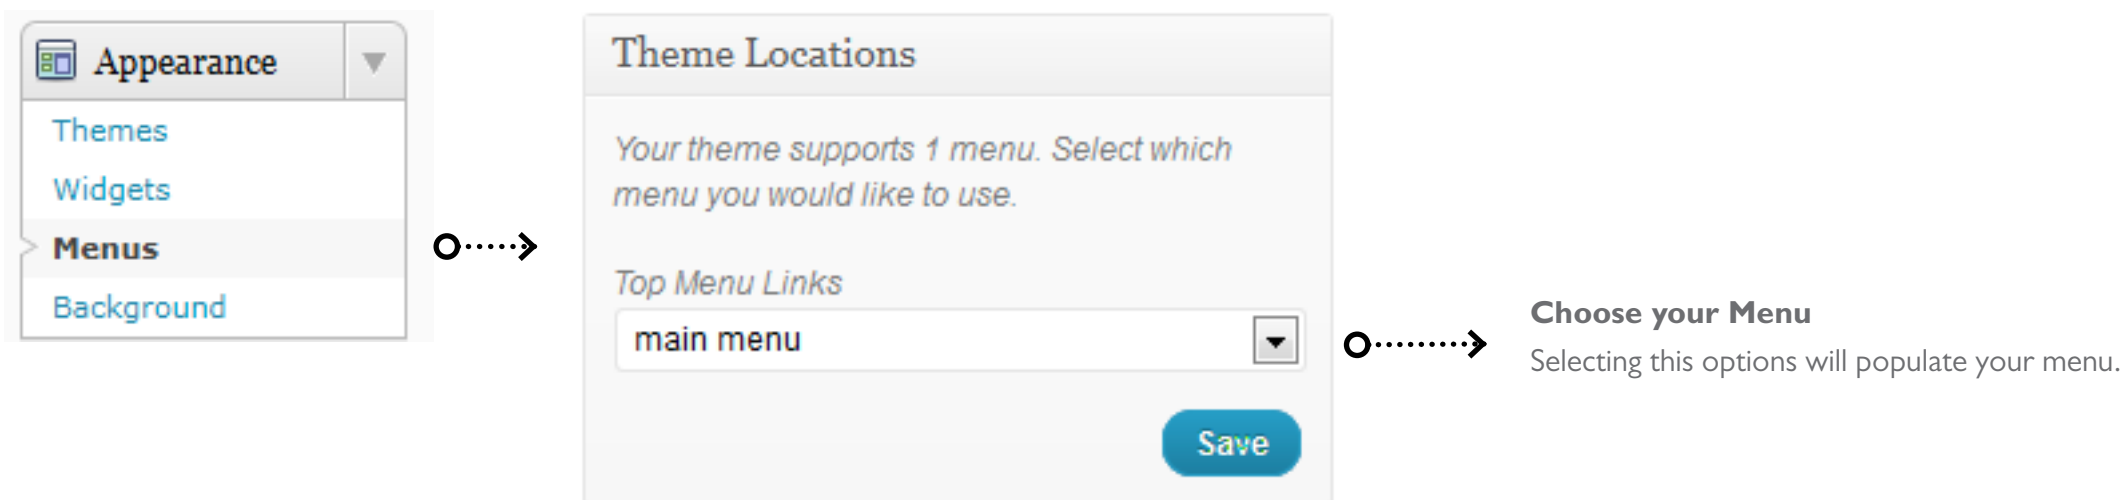 Appearance
Themes
Widgets
Menus
Background
Theme Locations
Your theme supports 1 menu. Select which
menu you would like to use.
Top Menu Links
main menu
Save
Choose your Menu
Selecting this options will populate your menu.